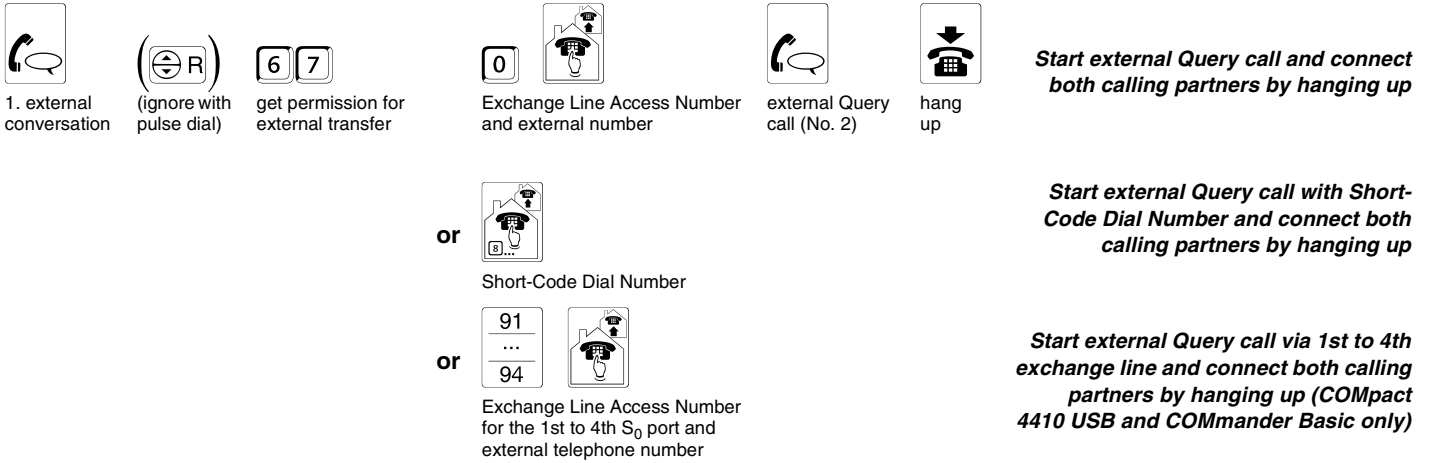 ( R )
6 7
0
1. external
conversation
(ignore with
pulse dial)
get permission for
external transfer
Exchange Line Access Number
and external number
external Query
call (No. 2)
hang
up
Start external Query call and connect
both calling partners by hanging up
or
8 ...
Short-Code Dial Number
Start external Query call with Short-
Code Dial Number and connect both
calling partners by hanging up
or
91
...
94
Exchange Line Access Number
for the 1st to 4th S0 port and
external telephone number
Start external Query call via 1st to 4th
exchange line and connect both calling
partners by hanging up (COMpact
4410 USB and COMmander Basic only)